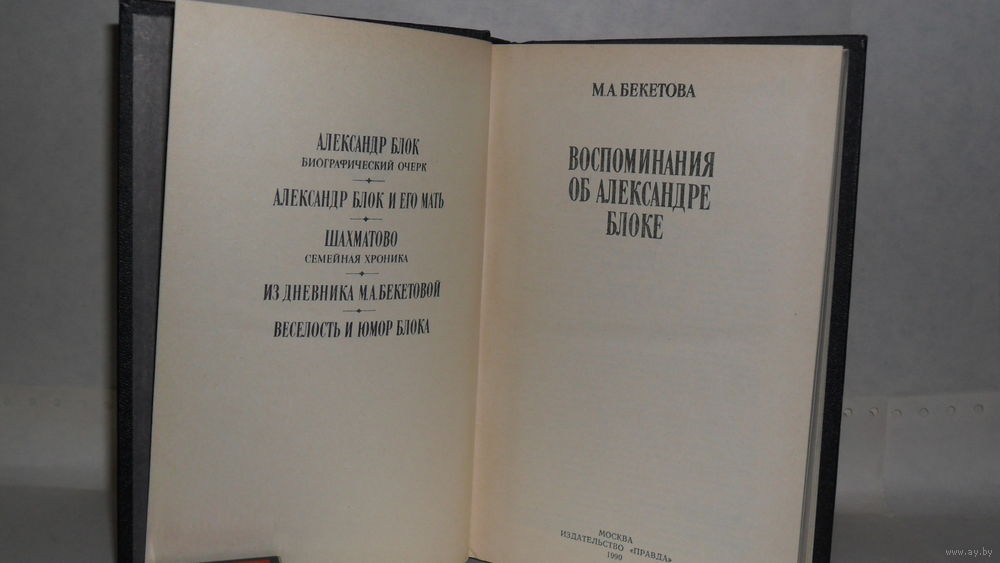 АЛЕКСАНДР БЛОК
БИОГРАФИЧЕСКИЙ ОЧЕРК
АЛЕКСАНДР БЛОК И ЕГО МАТЬ
ШАХМАТОВО
СЕМЕЙНАЯ ХРОНИКА
ИЗ ДНЕВНИКА М.А.БЕКЕТОВОЙ
ВЕСЕЛОСТЬ И ЮМОР БЛОКА
М.А.БЕКЕТОВА
ВОСПОМИНАНИЯ
ОБ АЛЕКСАНДРЕ
БЛОКЕ
МОСКВА
ИЗДАТЕЛЬСТВО «ПРАВДА»
1990
www.ay.by